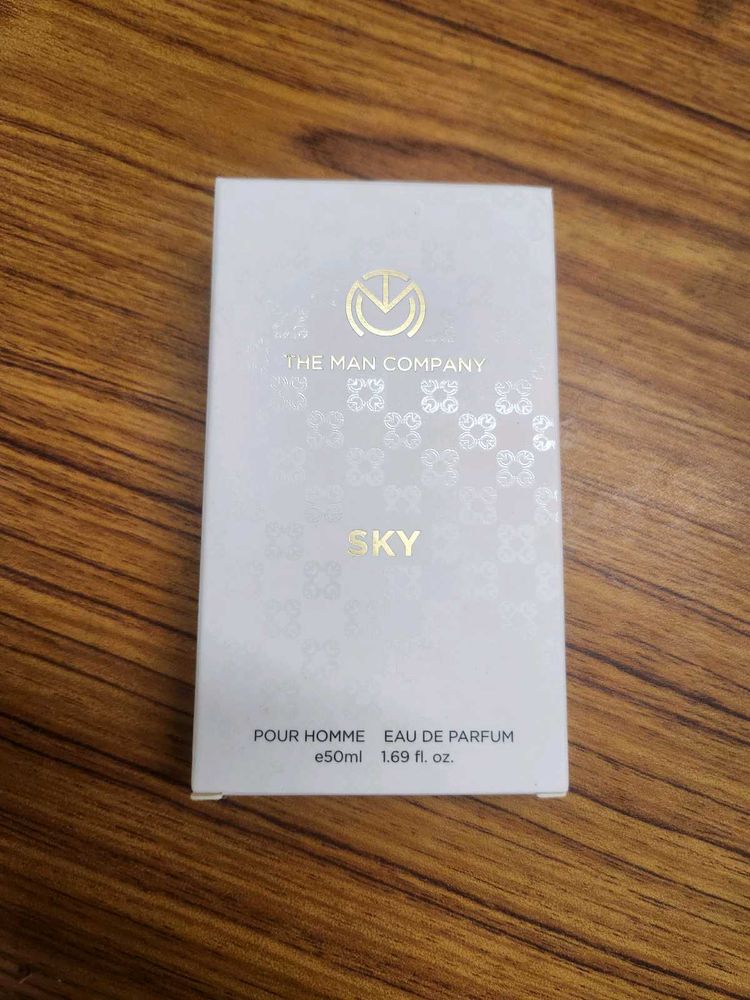 THE MAN COMPANY
SKY
POUR HOMME EAU DE PARFUM
e50ml 1.69 fl. oz.